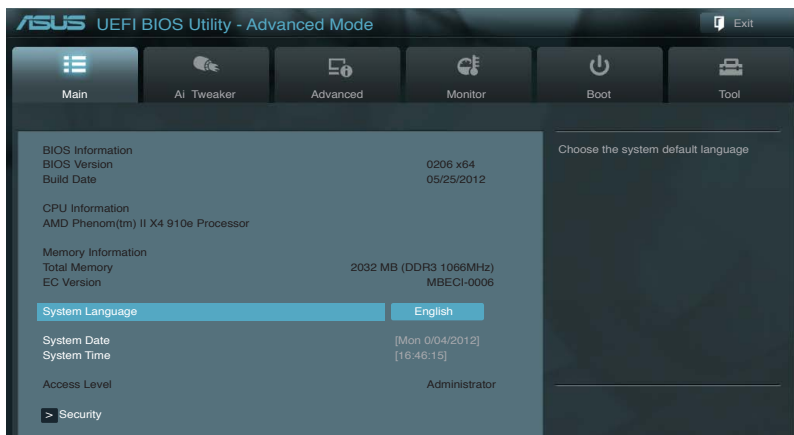 ASUS UEFI BIOS Utility - Advanced Mode
Exit
Main
Ai Tweaker
Advanced
Monitor
Boot
Tool
BIOS Information
BIOS Version 0206 x64
Build Date 05/25/2012
CPU Information
AMD Phenom(tm) II X4 910e Processor
Memory Information
Total Memory 2032 MB (DDR3 1066MHz)
EC Version MBECI-0006
System Language English
System Date [Mon 0/04/2012]
System Time [16:46:15]
Access Level Administrator
> Security
Choose the system default language